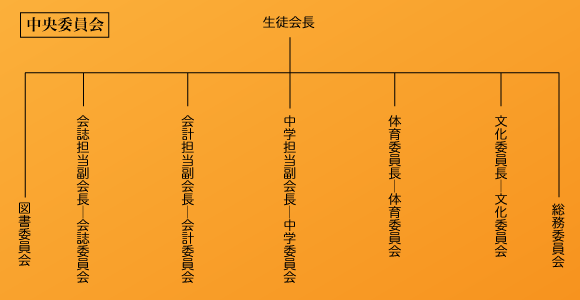 中央委員会
生徒会長
図書委員会
会誌担当副会長―会誌委員会
会計担当副会長―会計委員会
中学担当副会長―中学委員会
体育委員長―体育委員会
文化委員長―文化委員会
総務委員会